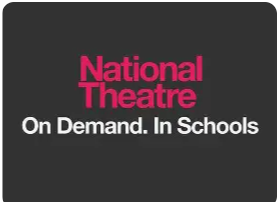 National
Theatre
On Demand. In Schools